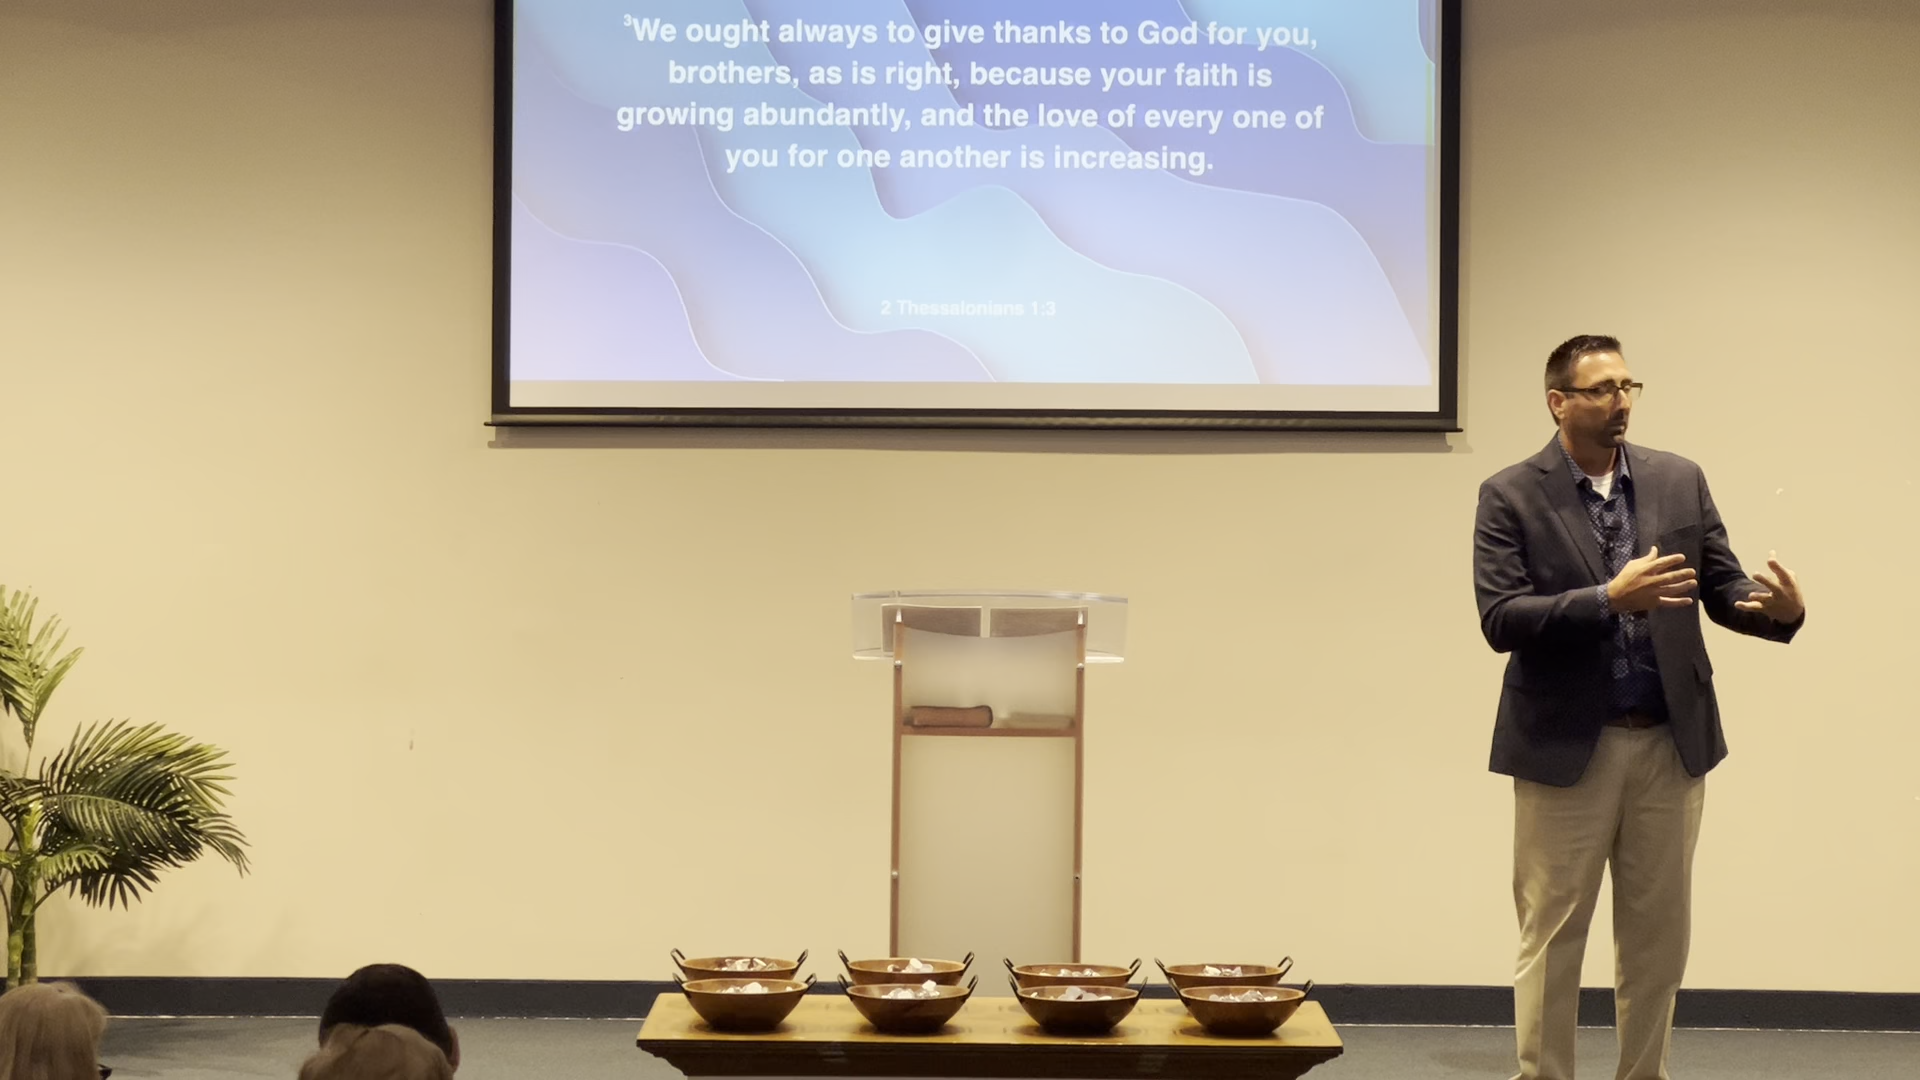 ³We ought always to give thanks to God for you,
brothers, as is right, because your faith is
growing abundantly, and the love of every one of
you for one another is increasing.
2 Thessalonians 1:3